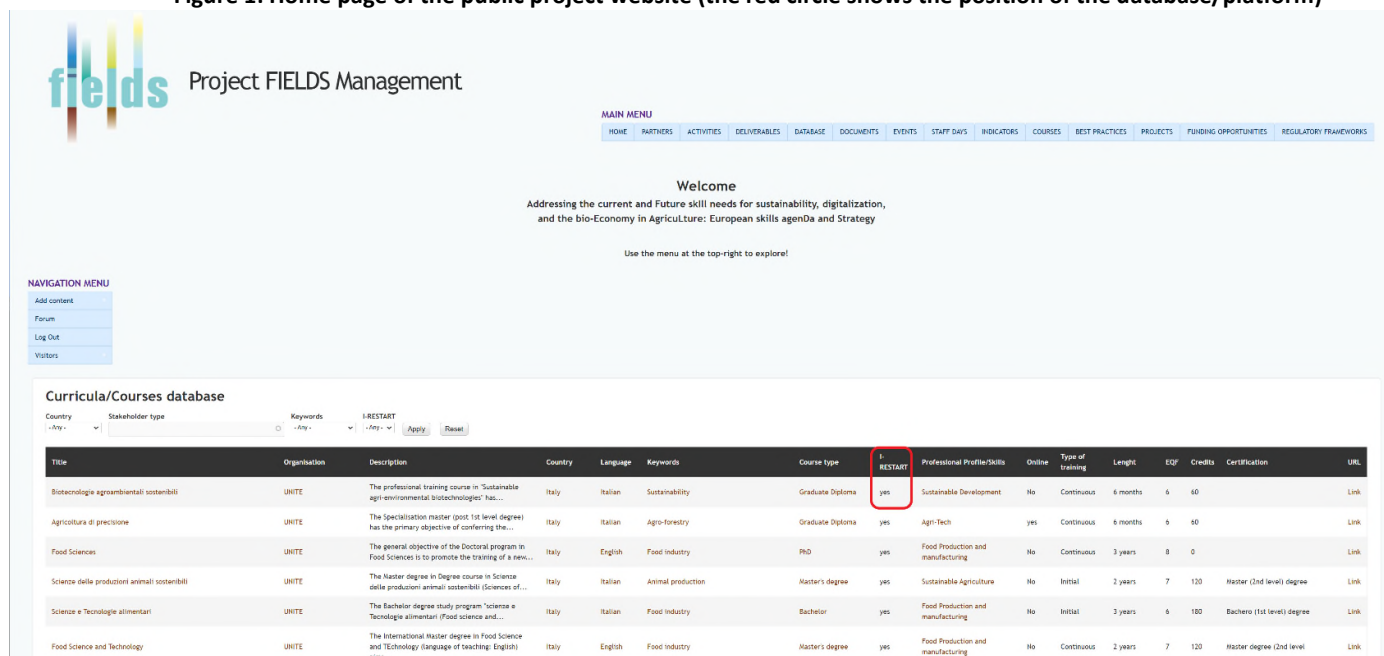 Figure 1: Home page of the public project website (the red circle shows the position of the database/platform)
fields
Project FIELDS Management
MAIN MENU
HOME PARTNERS ACTIVITIES DELIVERABLES DATABASE DOCUMENTS EVENTS STAFF DAYS INDICATORS COURSES BEST PRACTICES PROJECTS FUNDING OPPORTUNITIES REGULATORY FRAMEWORKS
Welcome
Addressing the current and Future skill needs for sustainability, digitalization,
and the bio-Economy in AgricuLture: European skills agenDa and Strategy
Use the menu at the top-right to explore!
NAVIGATION MENU
Add content
Forum
Log Out
Visitors
Curricula/Courses database
Country Stakeholder type Keywords I-RESTART
- Any - - Any - - Any - Apply Reset
Title Organisation Description Country Language Keywords Course type I-RESTART Professional Profile/Skills Online Type of training Lenght EQF Credits Certification URL
Biotecnologie agroambientali sostenibili UNITE The professional training course in "Sustainable agri-environmental biotechnologies" has... Italy Italian Sustainability Graduate Diploma yes Sustainable Development No Continuous 6 months 6 60 Link
Agricoltura di precisione UNITE The Specialisation master (post 1st level degree) has the primary objective of conferring the... Italy Italian Agro-forestry Graduate Diploma yes Agri-Tech yes Continuous 6 months 6 60 Link
Food Sciences UNITE The general objective of the Doctoral program in Food Sciences is to promote the training of a new... Italy English Food industry PhD yes Food Production and manufacturing No Continuous 3 years 8 0 Link
Scienze delle produzioni animali sostenibili UNITE The Master degree in Degree course in Scienze delle produzioni animali sostenibili (Sciences of... Italy Italian Animal production Master's degree yes Sustainable Agriculture No Initial 2 years 7 120 Master (2nd level) degree Link
Scienze e Tecnologie alimentari UNITE The Bachelor degree study program "scienze e Tecnologie alimentari (Food science and... Italy Italian Food industry Bachelor yes Food Production and manufacturing No Initial 3 years 6 180 Bachero (1st level) degree Link
Food Science and Technology UNITE The International Master degree in Food Science and TEchnology (language of teaching: English) Italy English Food industry Master's degree yes Food Production and manufacturing No Continuous 2 years 7 120 Master degree (2nd level Link